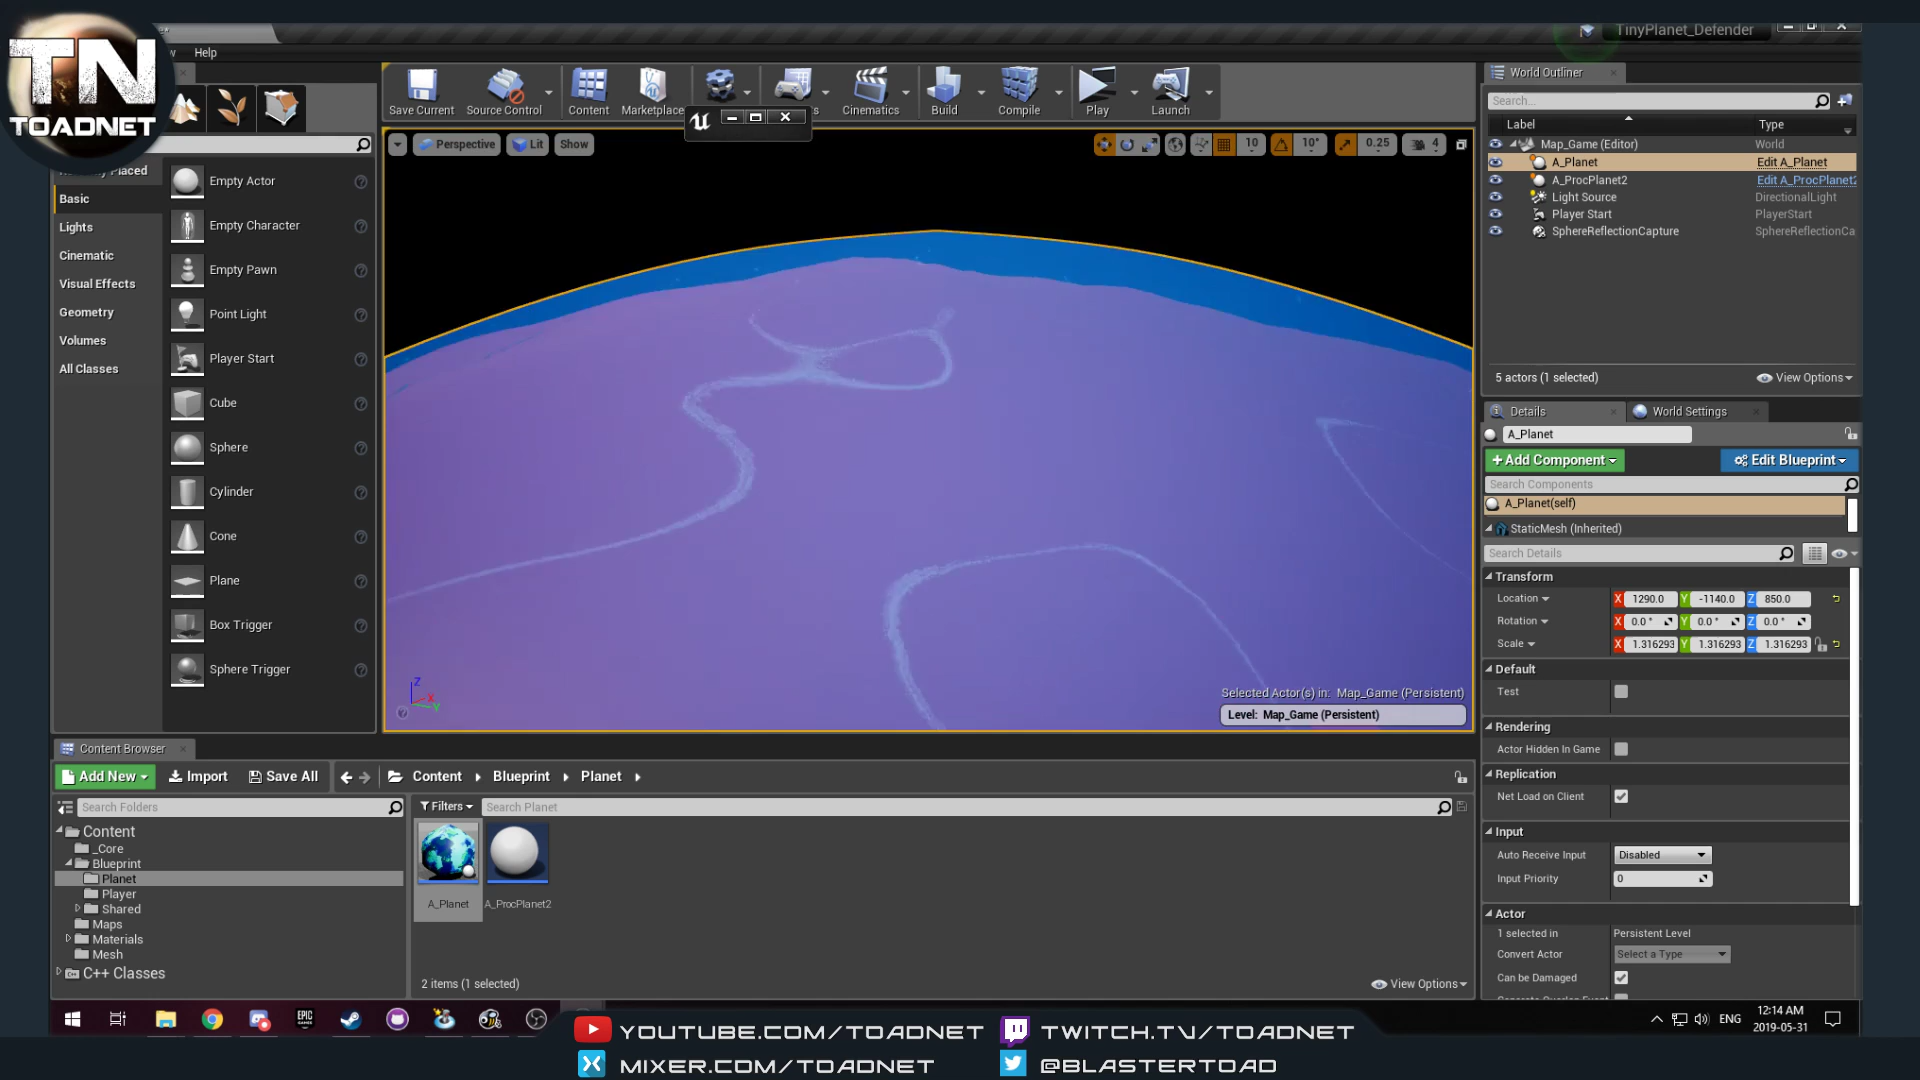 TN
TOADNET
Help
TinyPlanet_Defender
Save Current
Source Control
Content
Marketplace
Cinematics
Build
Compile
Play
Launch
Perspective
Lit
Show
10
10°
0.25
4
Basic
Lights
Cinematic
Visual Effects
Geometry
Volumes
All Classes
Empty Actor
Empty Character
Empty Pawn
Point Light
Player Start
Cube
Sphere
Cylinder
Cone
Plane
Box Trigger
Sphere Trigger
Z
X
Y
Selected Actor(s) in: Map_Game (Persistent)
Level: Map_Game (Persistent)
World Outliner
Search...
Label
Type
Map_Game (Editor)
World
A_Planet
Edit A_Planet
A_ProcPlanet2
Edit A_ProcPlanet2
Light Source
DirectionalLight
Player Start
PlayerStart
SphereReflectionCapture
SphereReflectionCa
5 actors (1 selected)
View Options
Details
World Settings
A_Planet
+ Add Component
Edit Blueprint
Search Components
A_Planet(self)
StaticMesh (Inherited)
Search Details
Transform
Location
X 1290.0 Y -1140.0 Z 850.0
Rotation
X 0.0 ° Y 0.0 ° Z 0.0 °
Scale
X 1.316293 Y 1.316293 Z 1.316293
Default
Test
Rendering
Actor Hidden In Game
Replication
Net Load on Client
Input
Auto Receive Input
Disabled
Input Priority
0
Actor
1 selected in
Persistent Level
Convert Actor
Select a Type
Can be Damaged
Content Browser
Add New
Import
Save All
Content
Blueprint
Planet
Search Folders
Filters
Search Planet
Content
_Core
Blueprint
Planet
Player
Shared
Maps
Materials
Mesh
C++ Classes
A_Planet
A_ProcPlanet2
2 items (1 selected)
View Options
EPIC
GAMES
ENG
12:14 AM
2019-05-31
YOUTUBE.COM/TOADNET
TWITCH.TV/TOADNET
MIXER.COM/TOADNET
@BLASTERTOAD